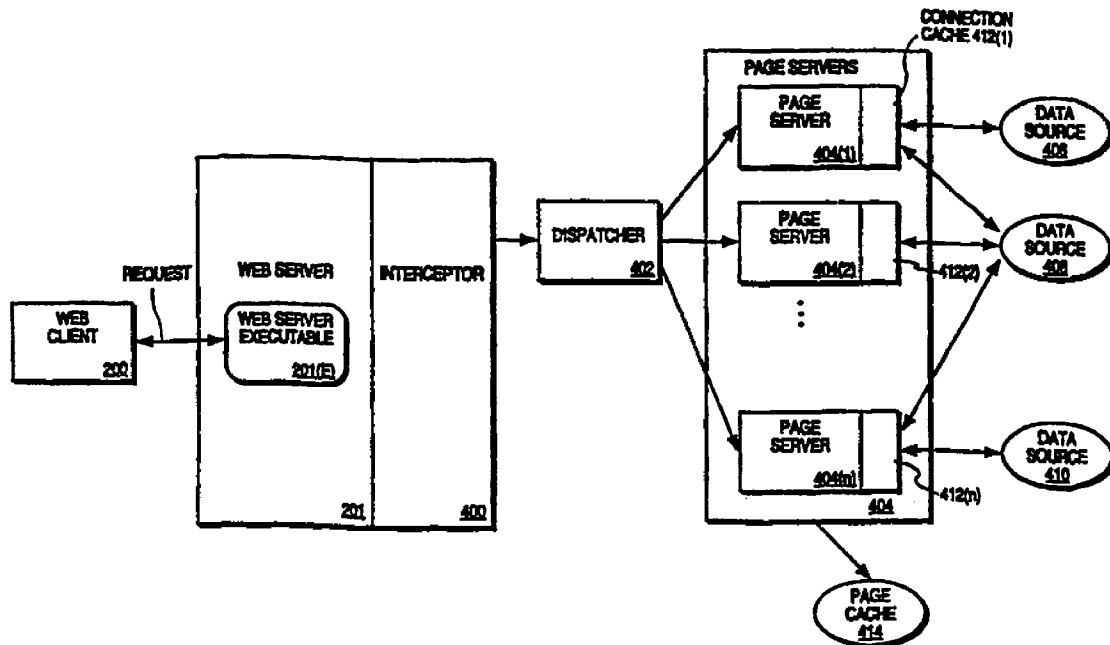 CONNECTION
CACHE 412(1)
PAGE SERVERS
PAGE
SERVER
404(1)
DATA
SOURCE
406
PAGE
SERVER
404(2)
412(2)
DATA
SOURCE
408
DISPATCHER
402
REQUEST
WEB SERVER
INTERCEPTOR
WEB
CLIENT
200
WEB SERVER
EXECUTABLE
201(E)
PAGE
SERVER
404(n)
412(n)
DATA
SOURCE
410
201
400
404
PAGE
CACHE
414